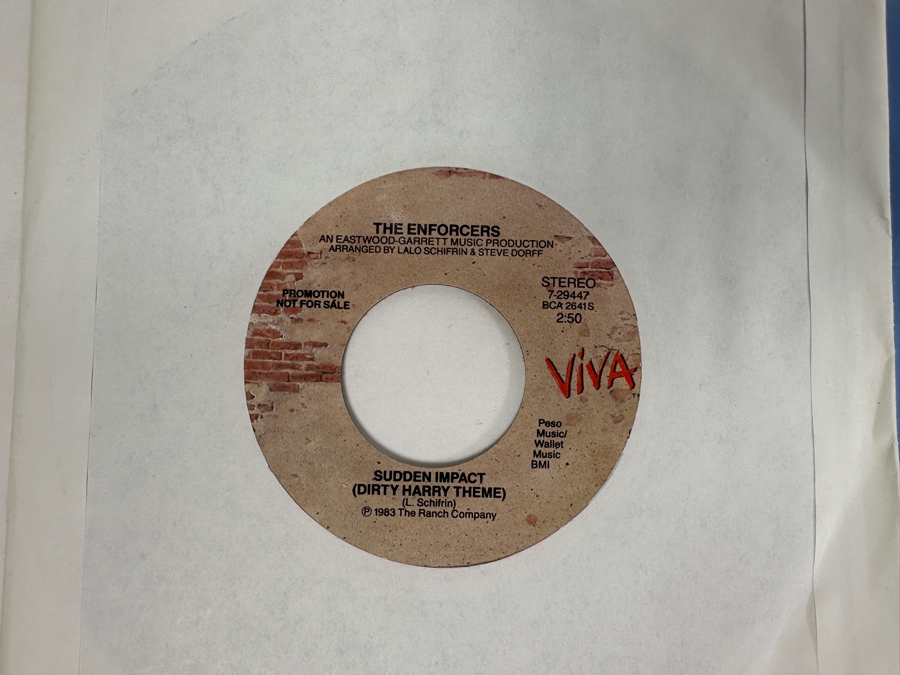 THE ENFORCERS
AN EASTWOOD-GARRETT MUSIC PRODUCTION
ARRANGED BY LALO SCHIFRIN & STEVE DORFF
PROMOTION
NOT FOR SALE
STEREO
7-29447
BCA 2641S
2:50
ViVA
Peso
Music/
Wallet
Music
BMI
SUDDEN IMPACT
(DIRTY HARRY THEME)
(L. Schifrin)
Ⓟ 1983 The Ranch Company